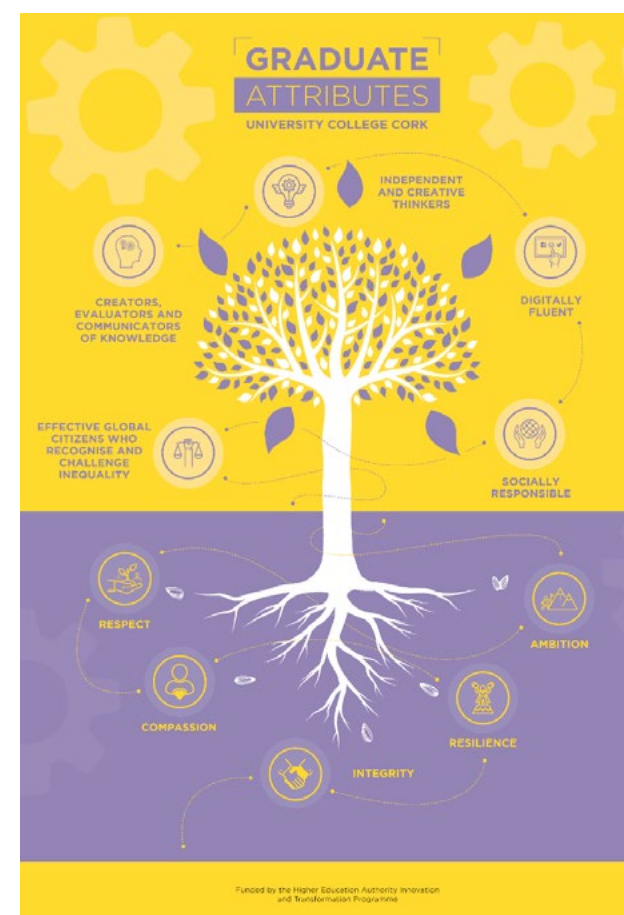 GRADUATE
ATTRIBUTES
UNIVERSITY COLLEGE CORK
INDEPENDENT
AND CREATIVE
THINKERS
CREATORS,
EVALUATORS AND
COMMUNICATORS
OF KNOWLEDGE
DIGITALLY
FLUENT
EFFECTIVE GLOBAL
CITIZENS WHO
RECOGNISE AND
CHALLENGE
INEQUALITY
SOCIALLY
RESPONSIBLE
RESPECT
AMBITION
COMPASSION
RESILIENCE
INTEGRITY
Funded by the Higher Education Authority Innovation
and Transformation Programme